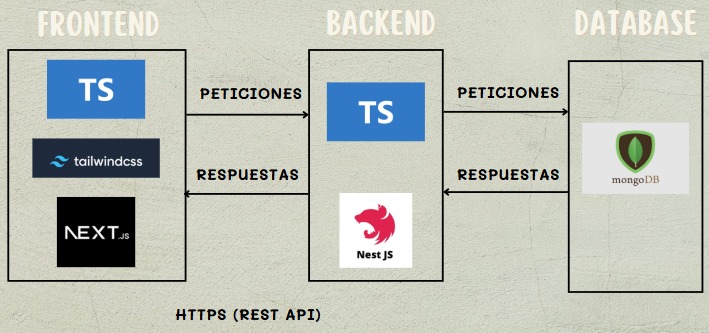 FRONTEND
BACKEND
DATABASE
TS
tailwindcss
NEXT.JS
PETICIONES
RESPUESTAS
TS
Nest JS
PETICIONES
RESPUESTAS
mongoDB
HTTPS (REST API)